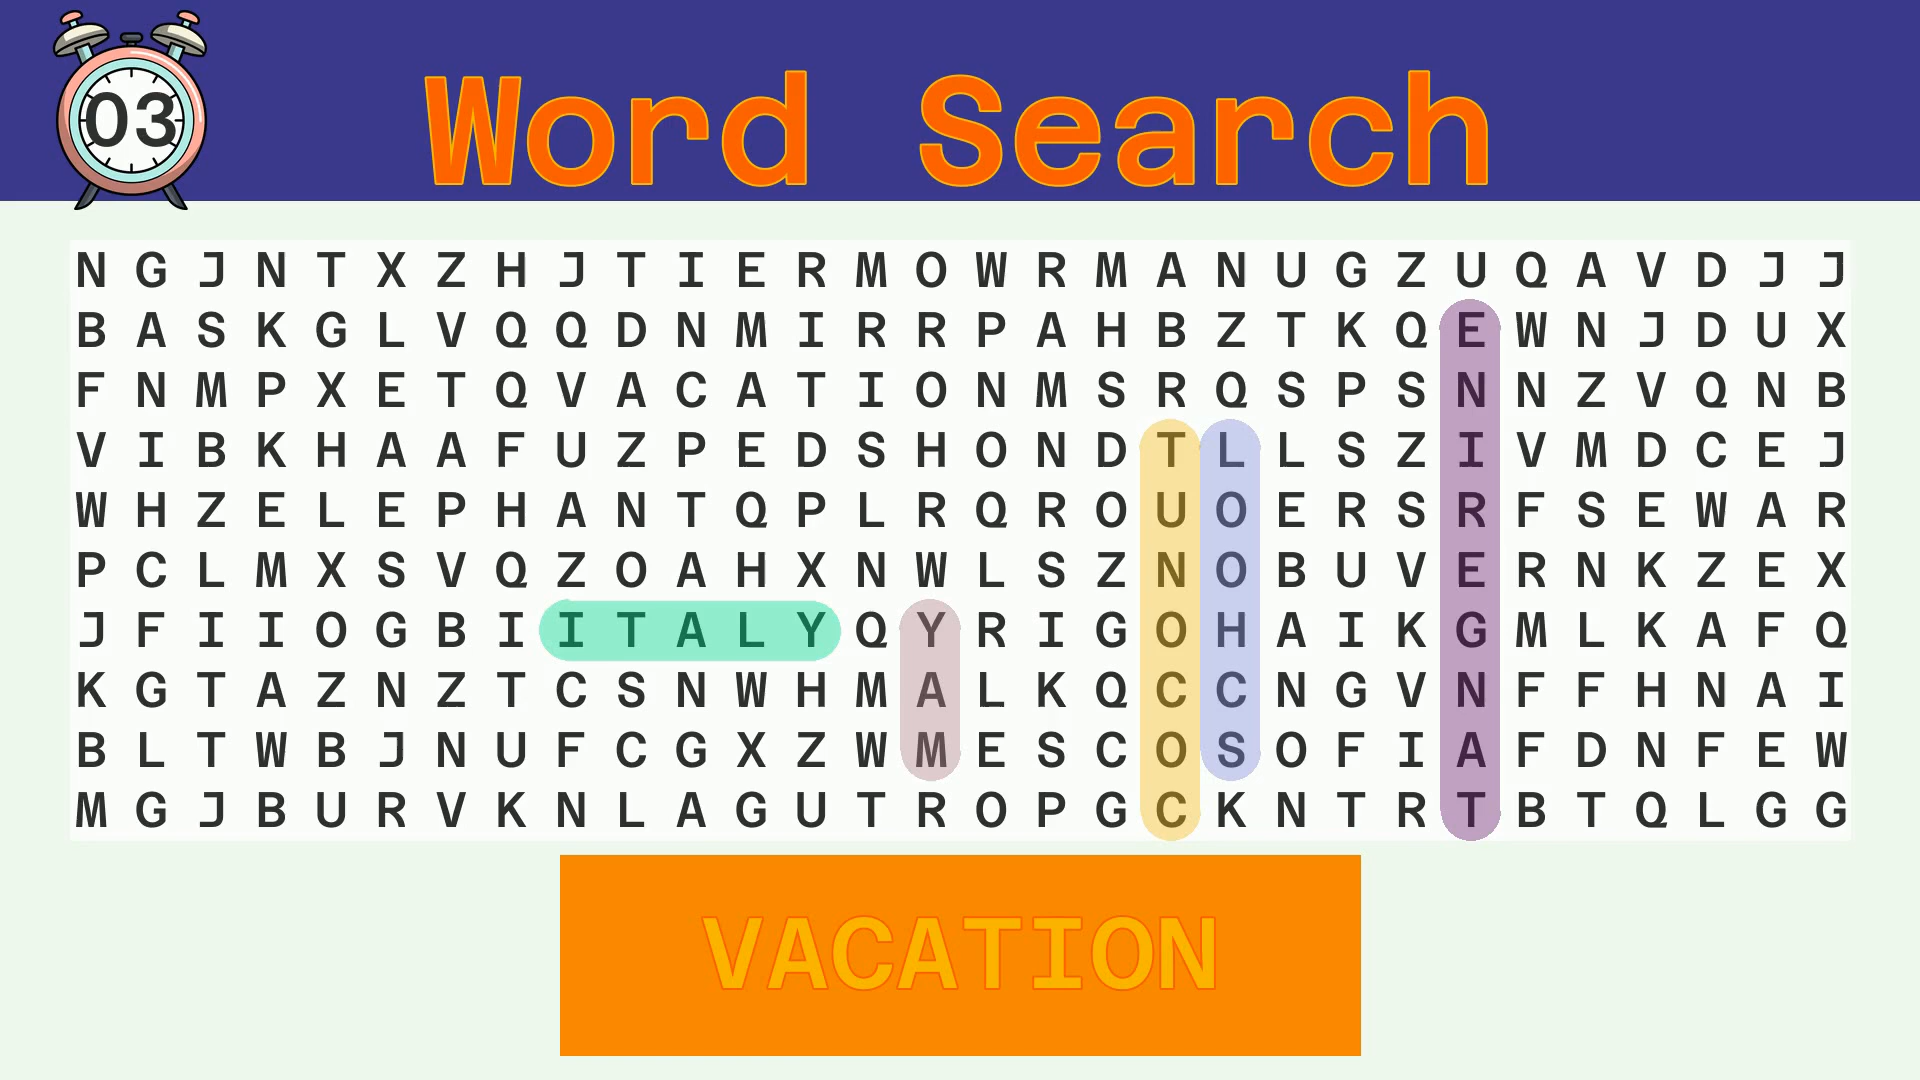 03
Word Search
N G J N T X Z H J T I E R M O W R M A N U G Z U Q A V D J J
B A S K G L V Q Q D N M I R R P A H B Z T K Q E W N J D U X
F N M P X E T Q V A C A T I O N M S R Q S P S N N Z V Q N B
V I B K H A A F U Z P E D S H O N D T L L S Z I V M D C E J
W H Z E L E P H A N T Q P L R Q R O U O E R S R F S E W A R
P C L M X S V Q Z O A H X N W L S Z N O B U V E R N K Z E X
J F I I O G B I I T A L Y Q Y R I G O H A I K G M L K A F Q
K G T A Z N Z T C S N W H M A L K Q C C N G V N F F H N A I
B L T W B J N U F C G X Z W M E S C O S O F I A F D N F E W
M G J B U R V K N L A G U T R O P G C K N T R T B T Q L G G
VACATION